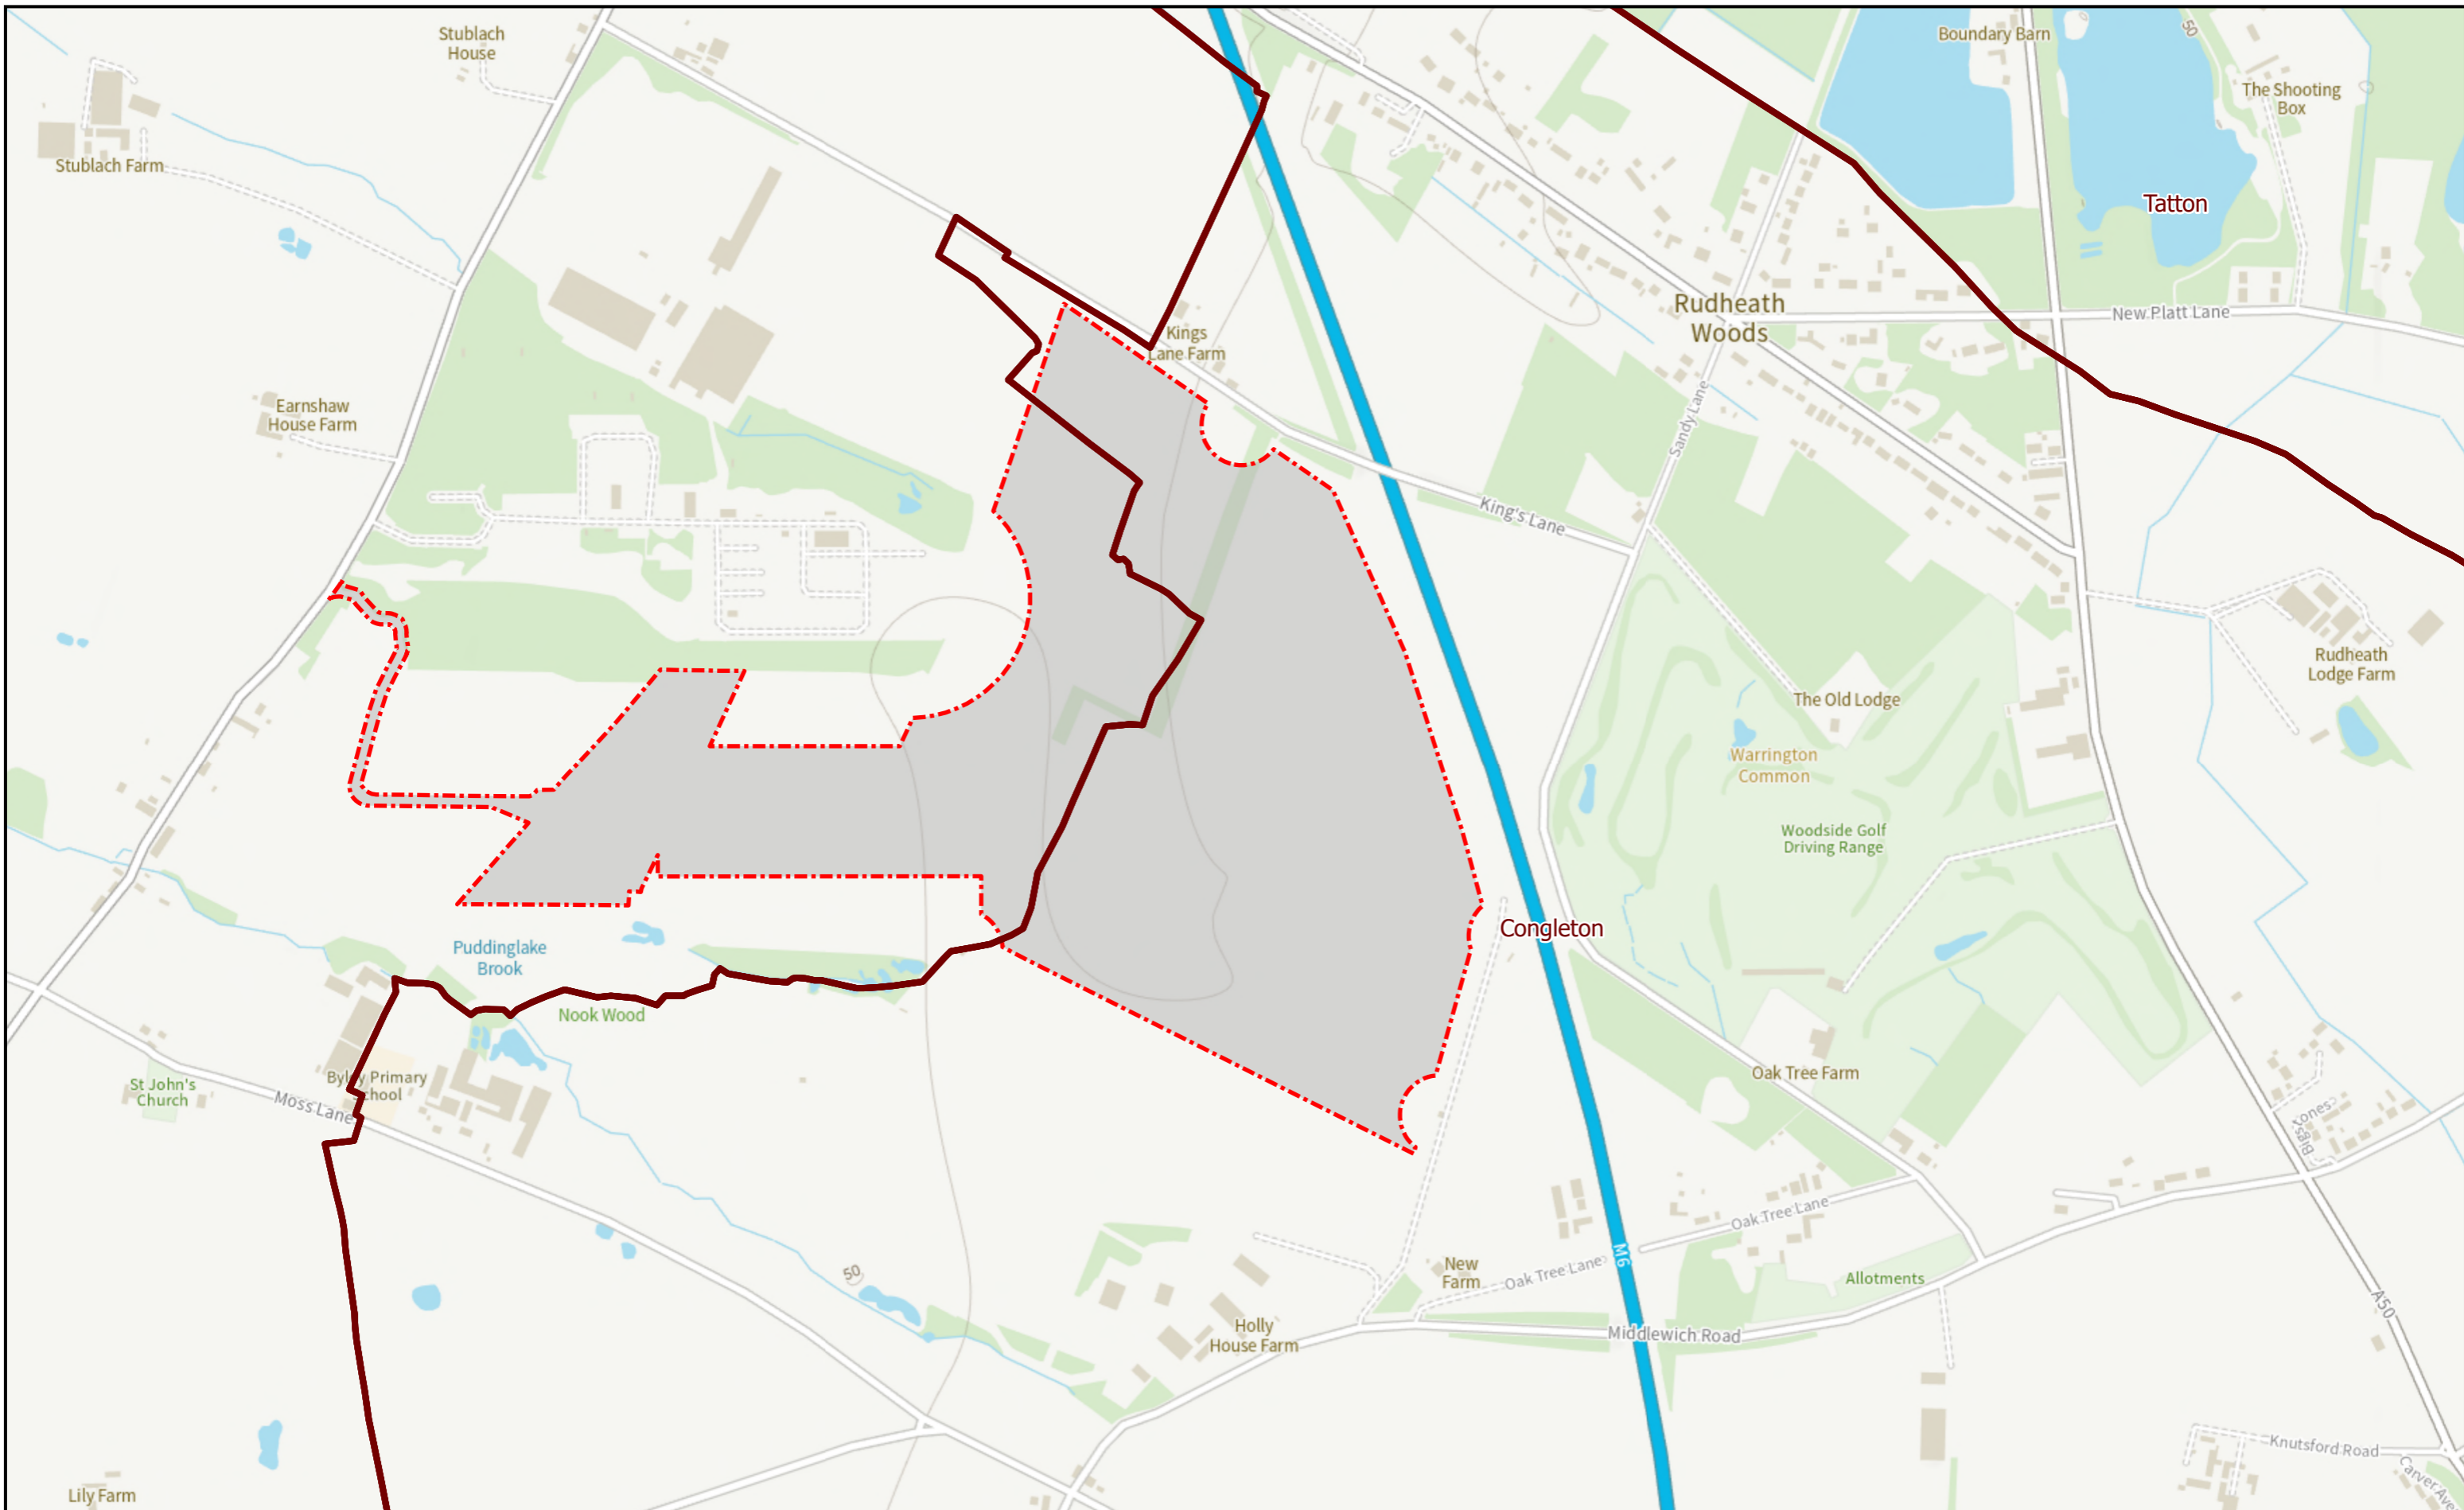 Stublach
House
Boundary Barn
50
The Shooting
Box
Stublach Farm
Tatton
Rudheath
Woods
New Platt Lane
Kings
Lane Farm
Earnshaw
House Farm
Sandy Lane
King's Lane
Rudheath
Lodge Farm
The Old Lodge
Warrington
Common
Woodside Golf
Driving Range
Congleton
Puddinglake
Brook
Nook Wood
Oak Tree Farm
Byley Primary
School
St John's
Church
Moss Lane
Oak Tree Lane
M6
50
New
Farm
Oak Tree Lane
Allotments
A50
Holly
House Farm
Middlewich Road
Knutsford Road
Lily Farm